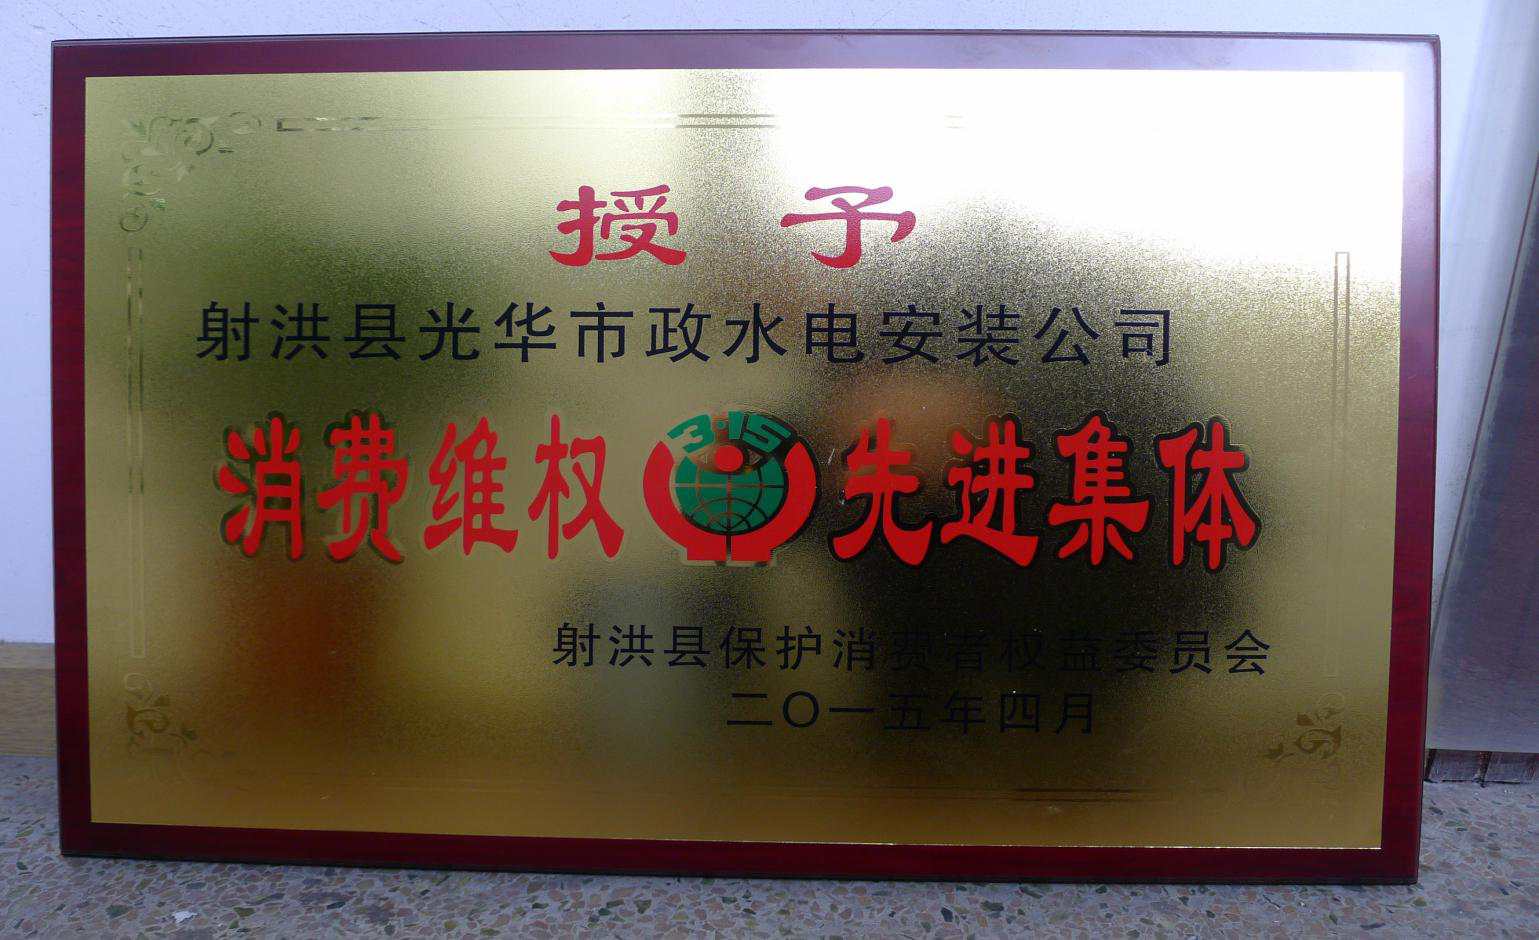 授予
射洪县光华市政水电安装公司
消费维权 3·15 先进集体
射洪县保护消费者权益委员会
二〇一五年四月